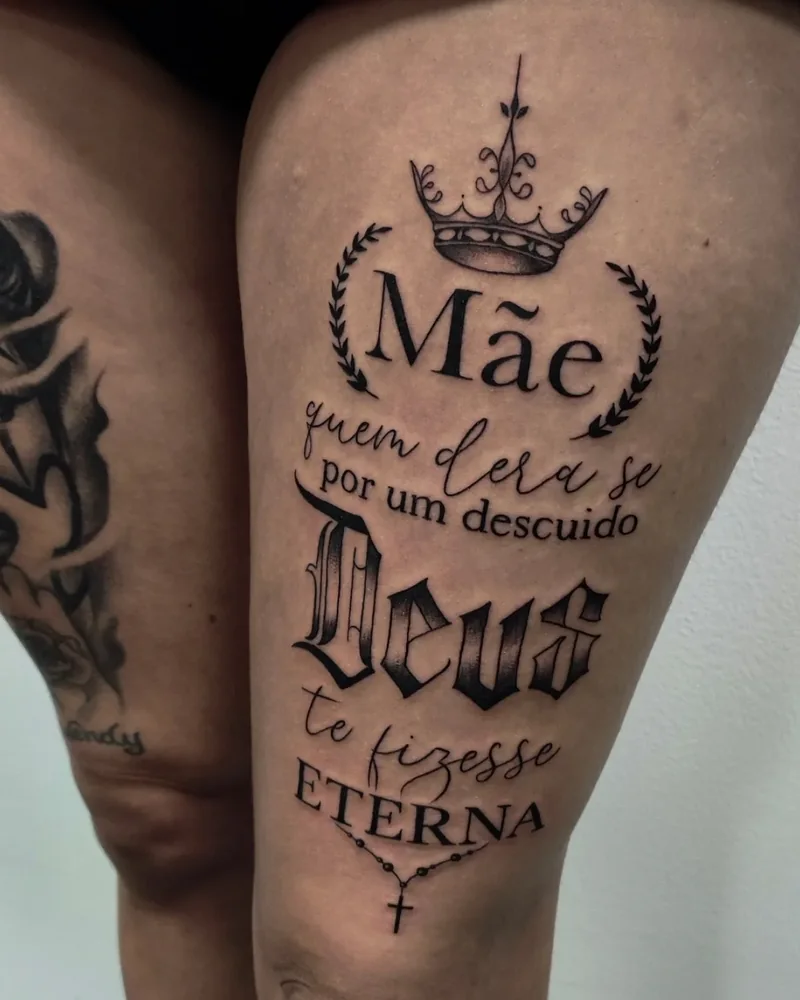 Mãe
quem dera se
por um descuido
Deus
te fizesse
ETERNA